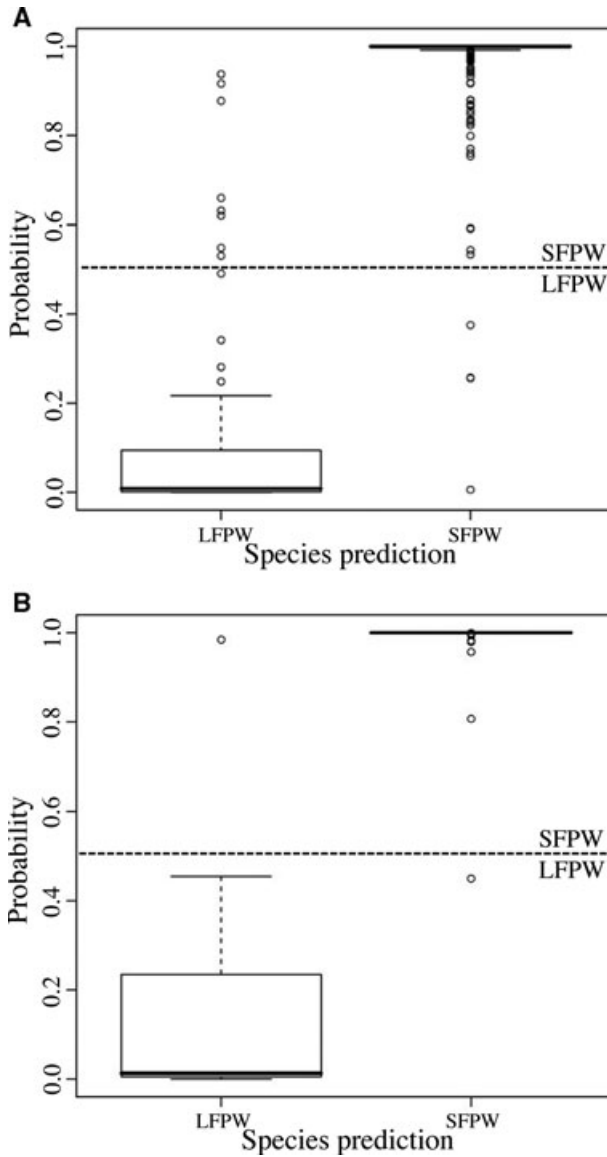 A
Probability
1.0
0.8
0.6
0.4
0.2
0.0
SFPW
LFPW
LFPW
SFPW
Species prediction
B
Probability
1.0
0.8
0.6
0.4
0.2
0.0
SFPW
LFPW
LFPW
SFPW
Species prediction